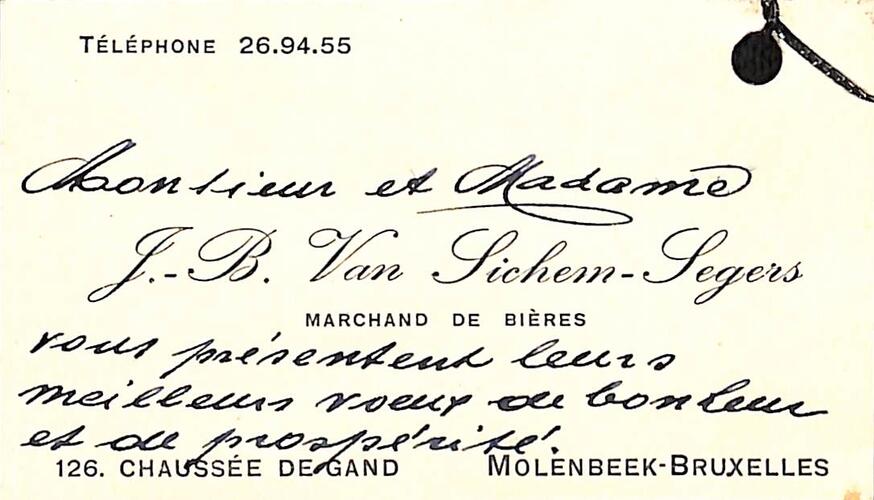 TÉLÉPHONE 26.94.55
Monsieur et Madame
J.-B. Van Sichem-Segers
MARCHAND DE BIÈRES
vous présentent leurs
meilleurs voeux de bonheur
et de prospérité.
126. CHAUSSÉE DE GAND MOLENBEEK-BRUXELLES